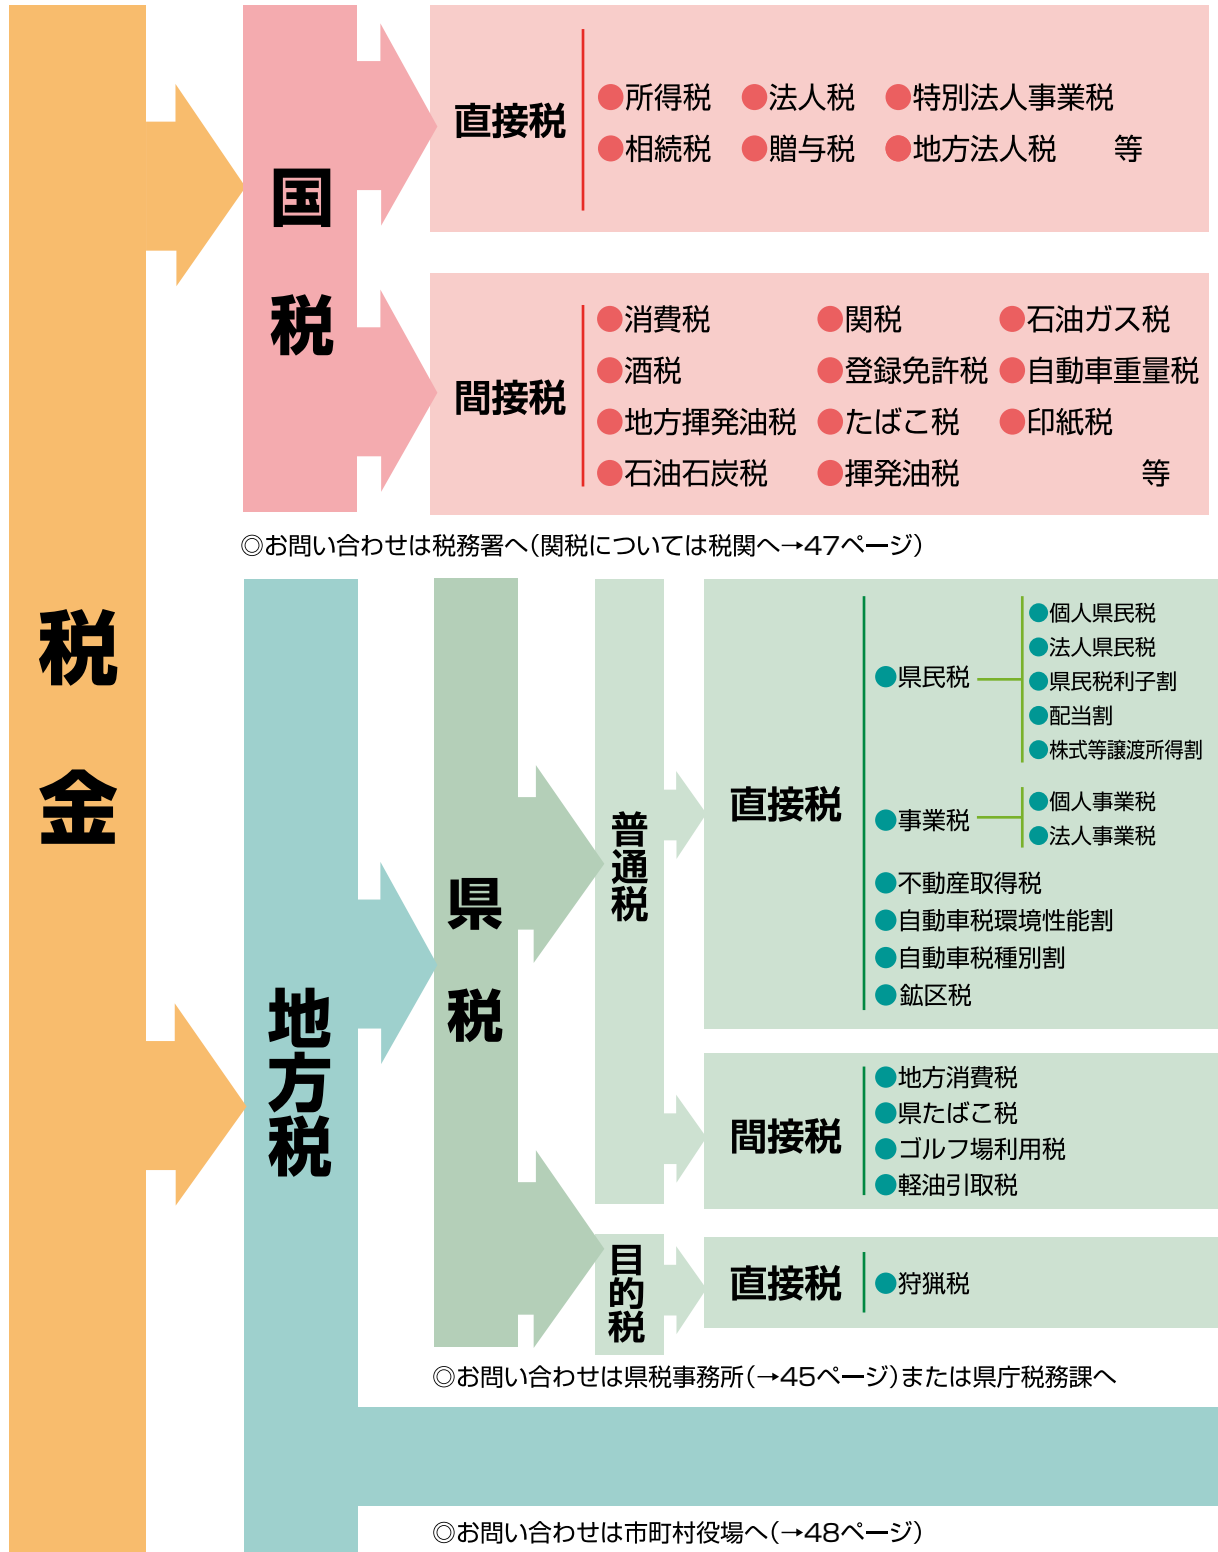 税金
国税
直接税
●所得税 ●法人税 ●特別法人事業税
●相続税 ●贈与税 ●地方法人税 等
間接税
●消費税 ●関税 ●石油ガス税
●酒税 ●登録免許税 ●自動車重量税
●地方揮発油税 ●たばこ税 ●印紙税
●石油石炭税 ●揮発油税 等
◎お問い合わせは税務署へ(関税については税関へ→47ページ)
地方税
県税
普通税
直接税
●県民税
●個人県民税
●法人県民税
●県民税利子割
●配当割
●株式等譲渡所得割
●事業税
●個人事業税
●法人事業税
●不動産取得税
●自動車税環境性能割
●自動車税種別割
●鉱区税
間接税
●地方消費税
●県たばこ税
●ゴルフ場利用税
●軽油引取税
目的税
直接税
●狩猟税
◎お問い合わせは県税事務所(→45ページ)または県庁税務課へ
◎お問い合わせは市町村役場へ(→48ページ)